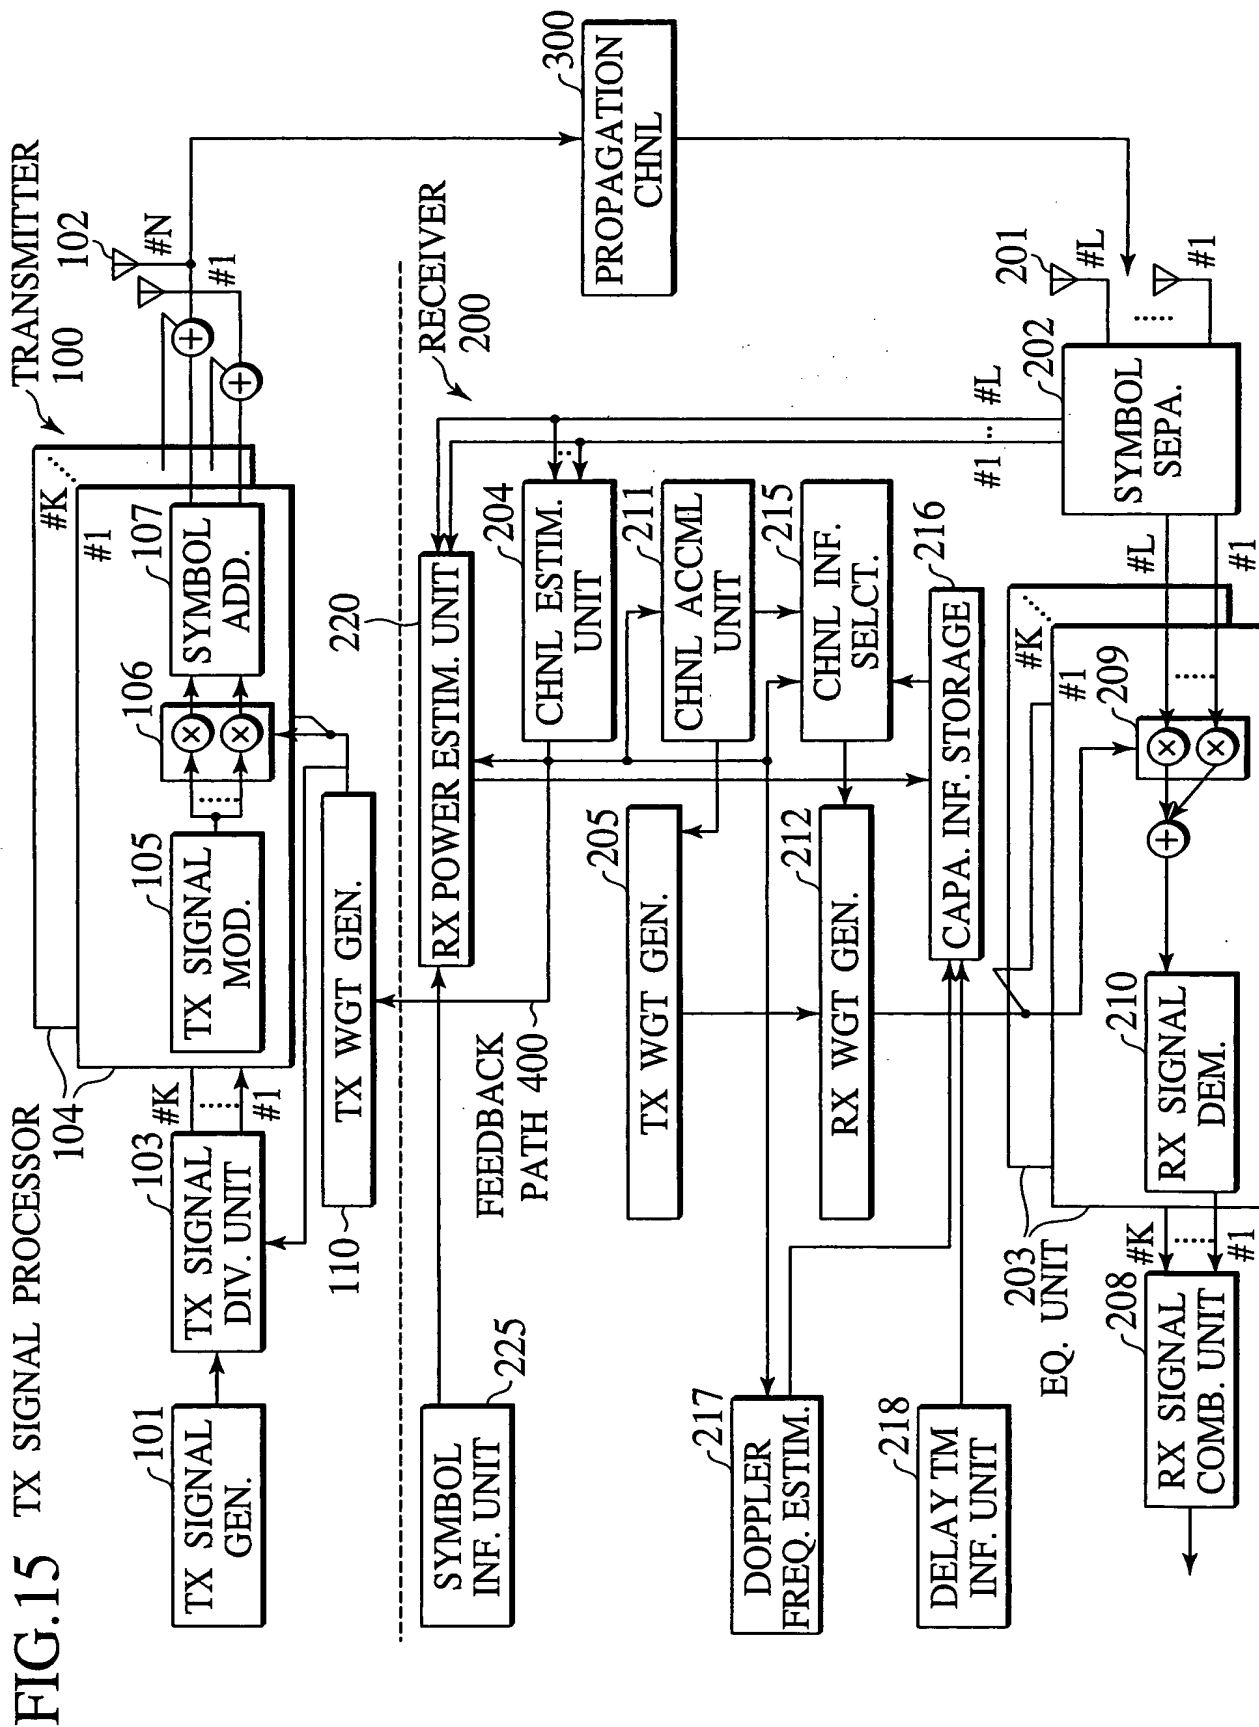 FIG.15
TX SIGNAL PROCESSOR
TRANSMITTER
100
101
TX SIGNAL
GEN.
103
TX SIGNAL
DIV. UNIT
#K
#1
104
#K
#1
105
TX SIGNAL
MOD.
106
107
SYMBOL
ADD.
102
#N
#1
110
TX WGT GEN.
300
PROPAGATION
CHNL
RECEIVER
200
225
SYMBOL
INF. UNIT
220
RX POWER ESTIM. UNIT
FEEDBACK
PATH 400
204
CHNL ESTIM.
UNIT
#1
#L
205
TX WGT GEN.
211
CHNL ACCML
UNIT
212
RX WGT GEN.
215
CHNL INF.
SELCT.
216
CAPA. INF. STORAGE
217
DOPPLER
FREQ. ESTIM.
218
DELAY TM
INF. UNIT
201
#L
#1
202
SYMBOL
SEPA.
#L
#1
203
EQ. UNIT
#K
#1
209
210
RX SIGNAL
DEM.
#K
#1
208
RX SIGNAL
COMB. UNIT